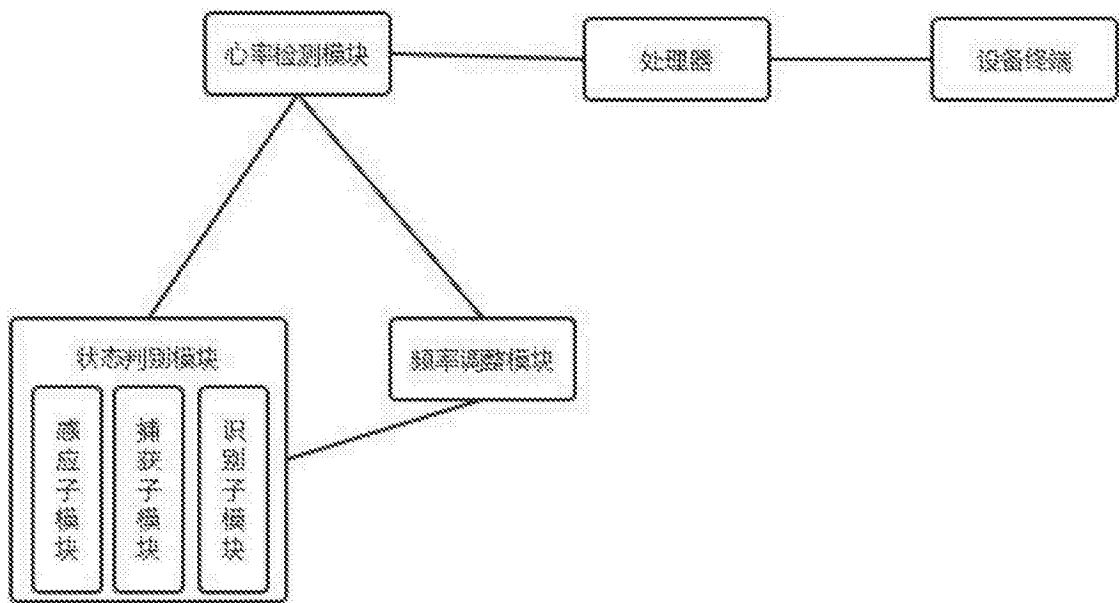 心率检测模块
处理器
设备终端
状态判别模块
频率调整模块
感应子模块
捕获子模块
识别子模块